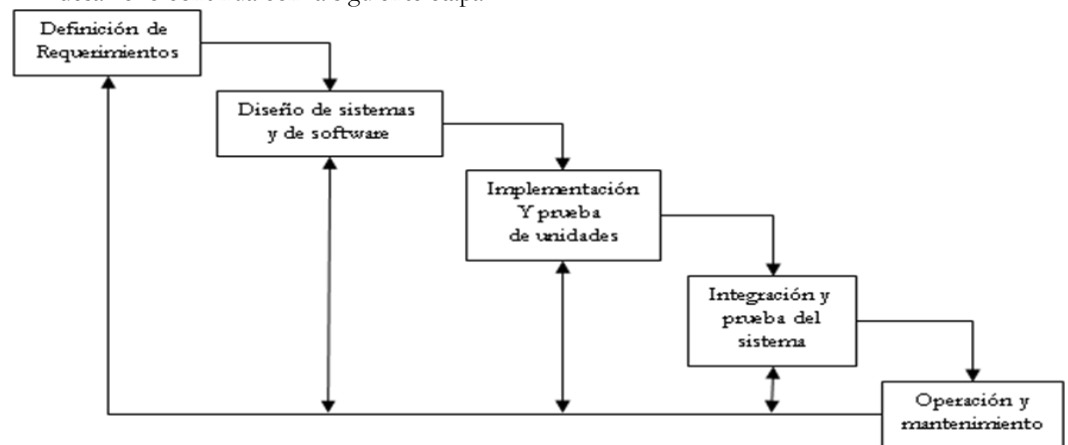 Definición de
Requerimientos
Diseño de sistemas
y de software
Implementación
Y prueba
de unidades
Integración y
prueba del
sistema
Operación y
mantenimiento